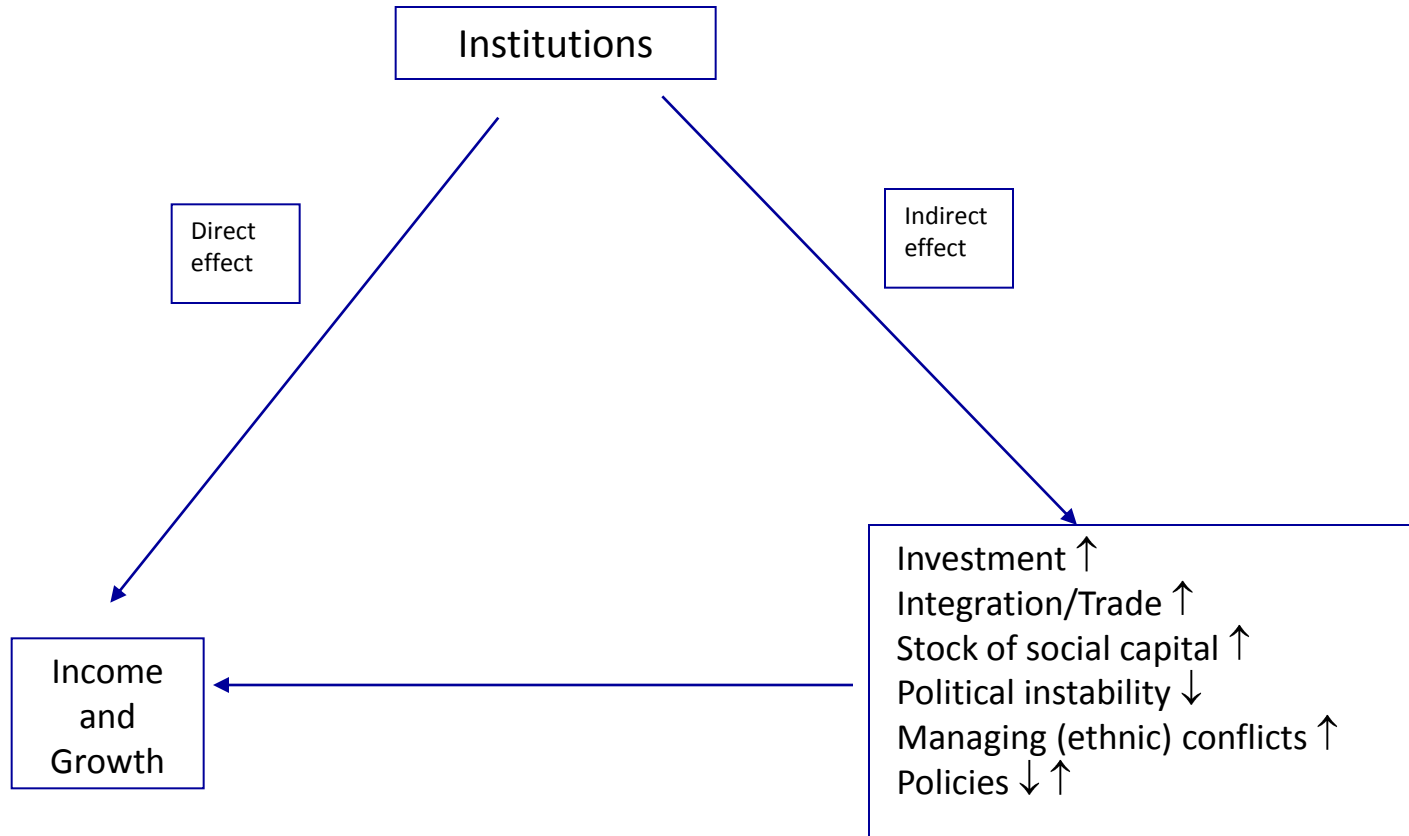 Institutions
Direct
effect
Indirect
effect
Investment ↑
Integration/Trade ↑
Stock of social capital ↑
Political instability ↓
Managing (ethnic) conflicts ↑
Policies ↓ ↑
Income
and
Growth